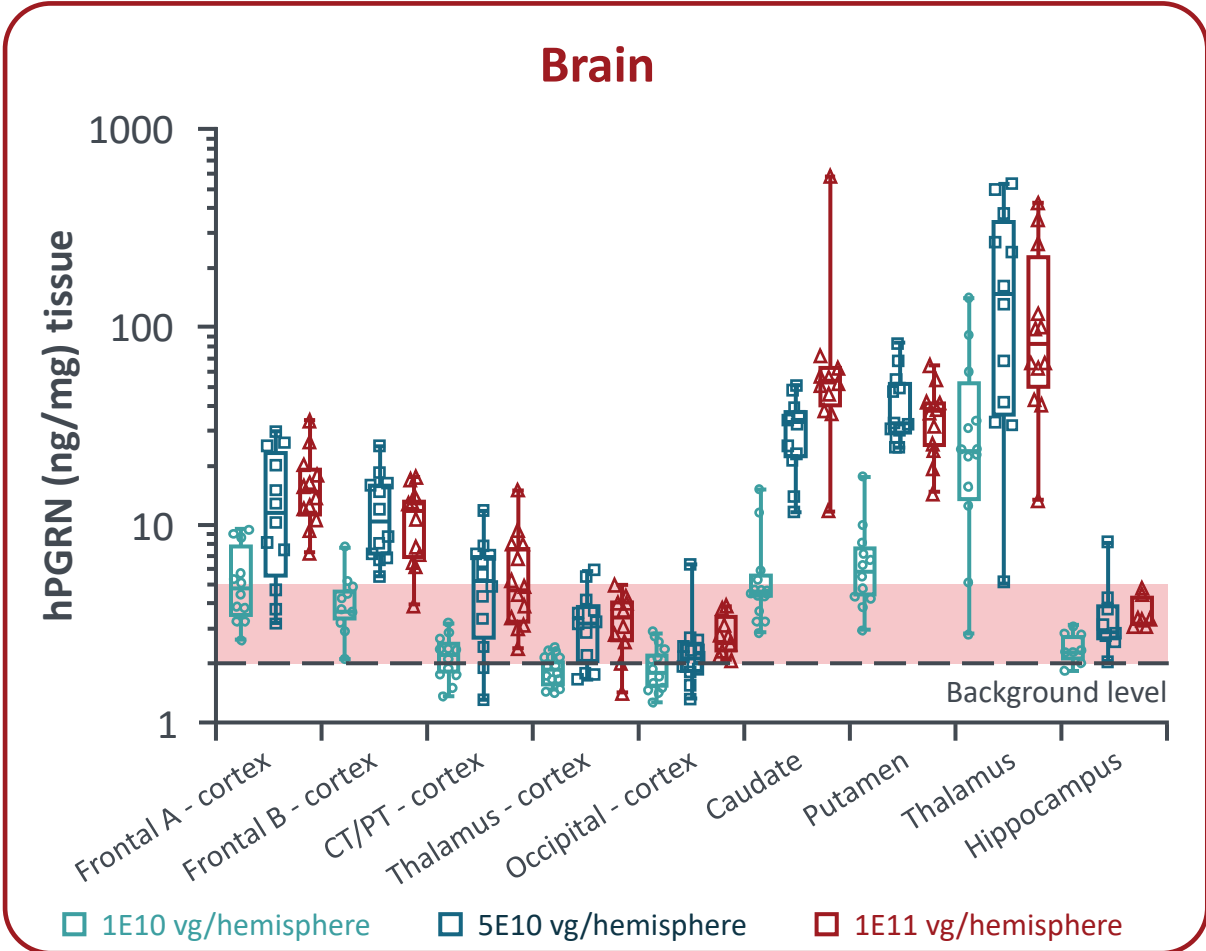 Brain
hPGRN (ng/mg) tissue
1000
100
10
1
Background level
Frontal A - cortex
Frontal B - cortex
CT/PT - cortex
Thalamus - cortex
Occipital - cortex
Caudate
Putamen
Thalamus
Hippocampus
1E10 vg/hemisphere
5E10 vg/hemisphere
1E11 vg/hemisphere